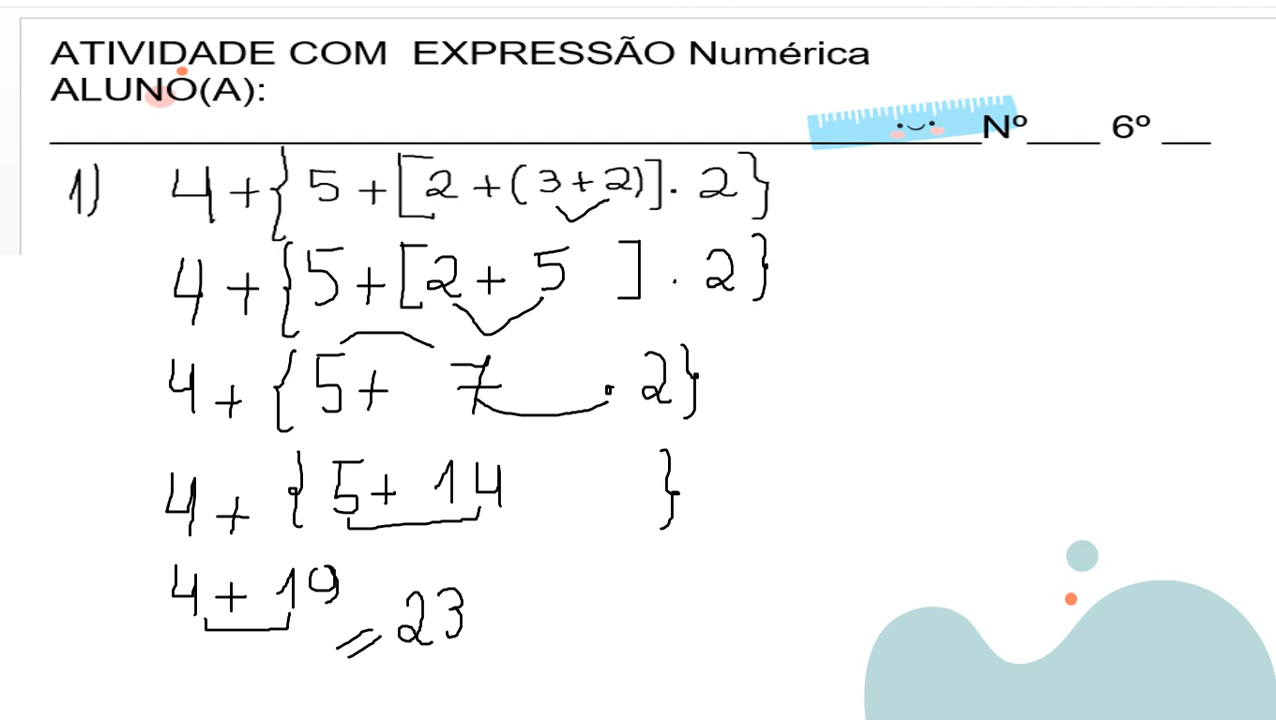 ATIVIDADE COM EXPRESSÃO Numérica
ALUNO(A):
Nº____ 6º ___
1) 4+{5+[2+(3+2)].2}
4+{5+[2+5].2}
4+{5+7.2}
4+{5+14}
4+19
=23